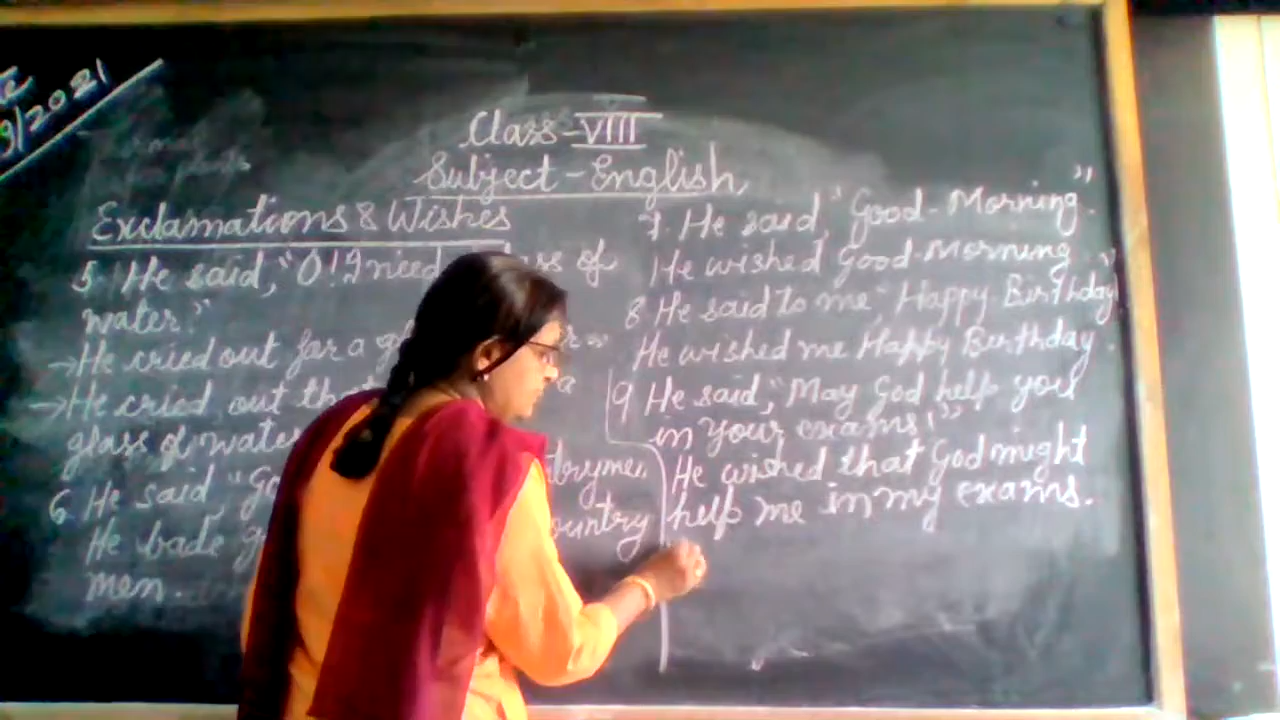 9/2021
Class-VIII
Subject-English
Exclamations & Wishes
5. He said, "O! I need
of
water."
→He cried out for a
→He cried out
a
glass of water
6. He said, "
He bade
country
men.
7. He said, "Good-Morning."
He wished Good-Morning.
8 He said to me "Happy Birthday"
He wished me Happy Birthday.
9 He said, "May God help you
in your exams!"
He wished that God might
help me in my exams.